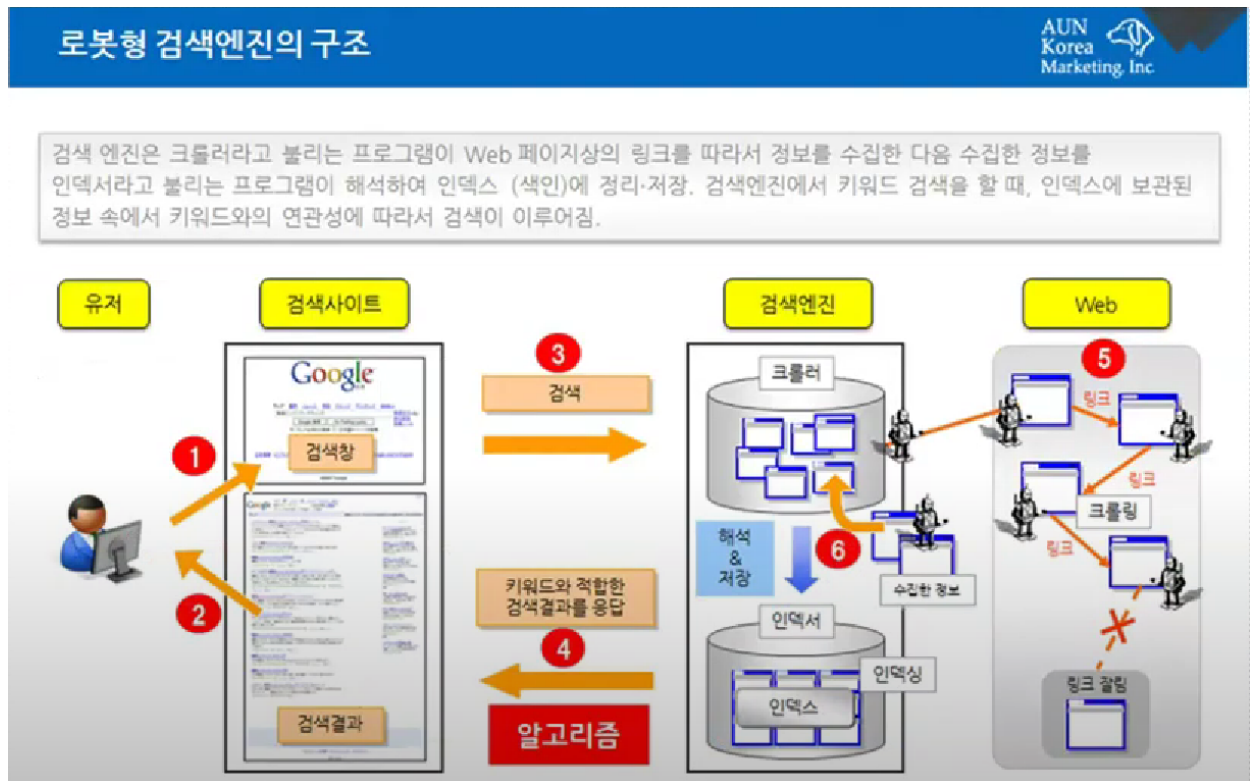 로봇형 검색엔진의 구조
AUN
Korea
Marketing, Inc.
검색 엔진은 크롤러라고 불리는 프로그램이 Web 페이지상의 링크를 따라서 정보를 수집한 다음 수집한 정보를
인덱서라고 불리는 프로그램이 해석하여 인덱스 (색인)에 정리·저장. 검색엔진에서 키워드 검색을 할 때, 인덱스에 보관된
정보 속에서 키워드와의 연관성에 따라서 검색이 이루어짐.
유저
검색사이트
검색엔진
Web
Google
검색창
1
2
Google
검색결과
3
검색
키워드와 적합한
검색결과를 응답
4
알고리즘
크롤러
해석
&
저장
6
수집한 정보
인덱서
인덱싱
인덱스
5
링크
링크
크롤링
링크
링크 잘림